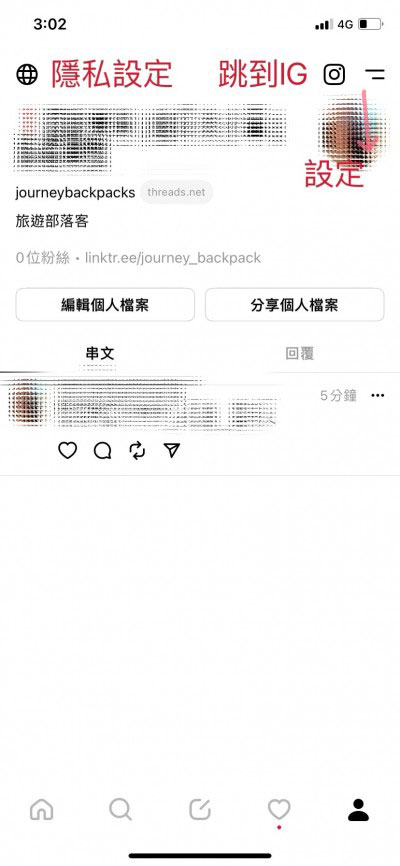 3:02 4G
隱私設定 跳到IG
設定
journeybackpacks threads.net
旅遊部落客
0位粉絲 • linktr.ee/journey_backpack
編輯個人檔案 分享個人檔案
串文 回覆
5分鐘